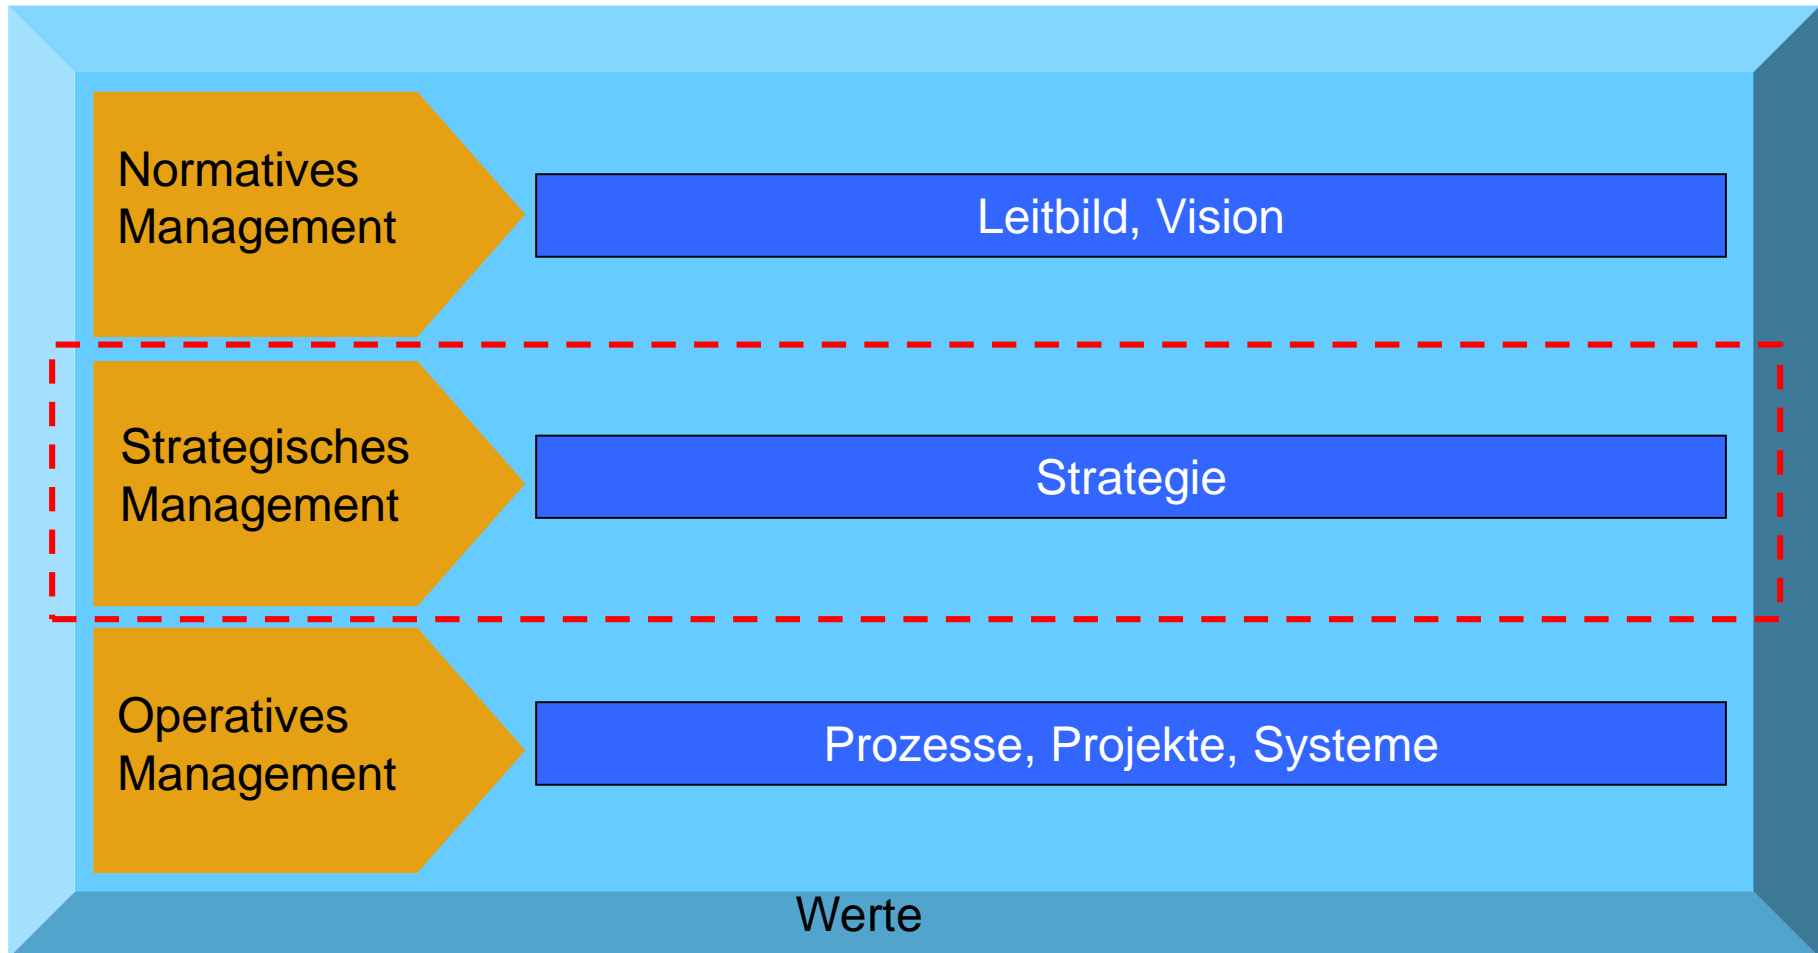 Normatives
Management
Leitbild, Vision
Strategisches
Management
Strategie
Operatives
Management
Prozesse, Projekte, Systeme
Werte